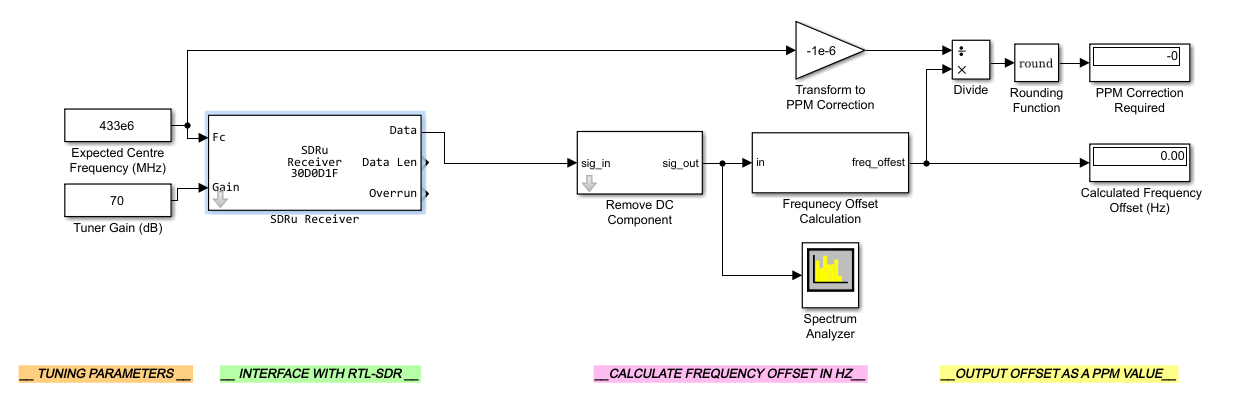 -1e-6
Transform to
PPM Correction
÷
×
Divide
round
Rounding
Function
-0
PPM Correction
Required
433e6
Expected Centre
Frequency (MHz)
70
Tuner Gain (dB)
Fc
Gain
SDRu
Receiver
30D0D1F
Data
Data Len
Overrun
SDRu Receiver
sig_in
sig_out
Remove DC
Component
in
freq_offest
Frequnecy Offset
Calculation
0.00
Calculated Frequency
Offset (Hz)
Spectrum
Analyzer
__ TUNING PARAMETERS __
__ INTERFACE WITH RTL-SDR __
__CALCULATE FREQUENCY OFFSET IN HZ__
__OUTPUT OFFSET AS A PPM VALUE__